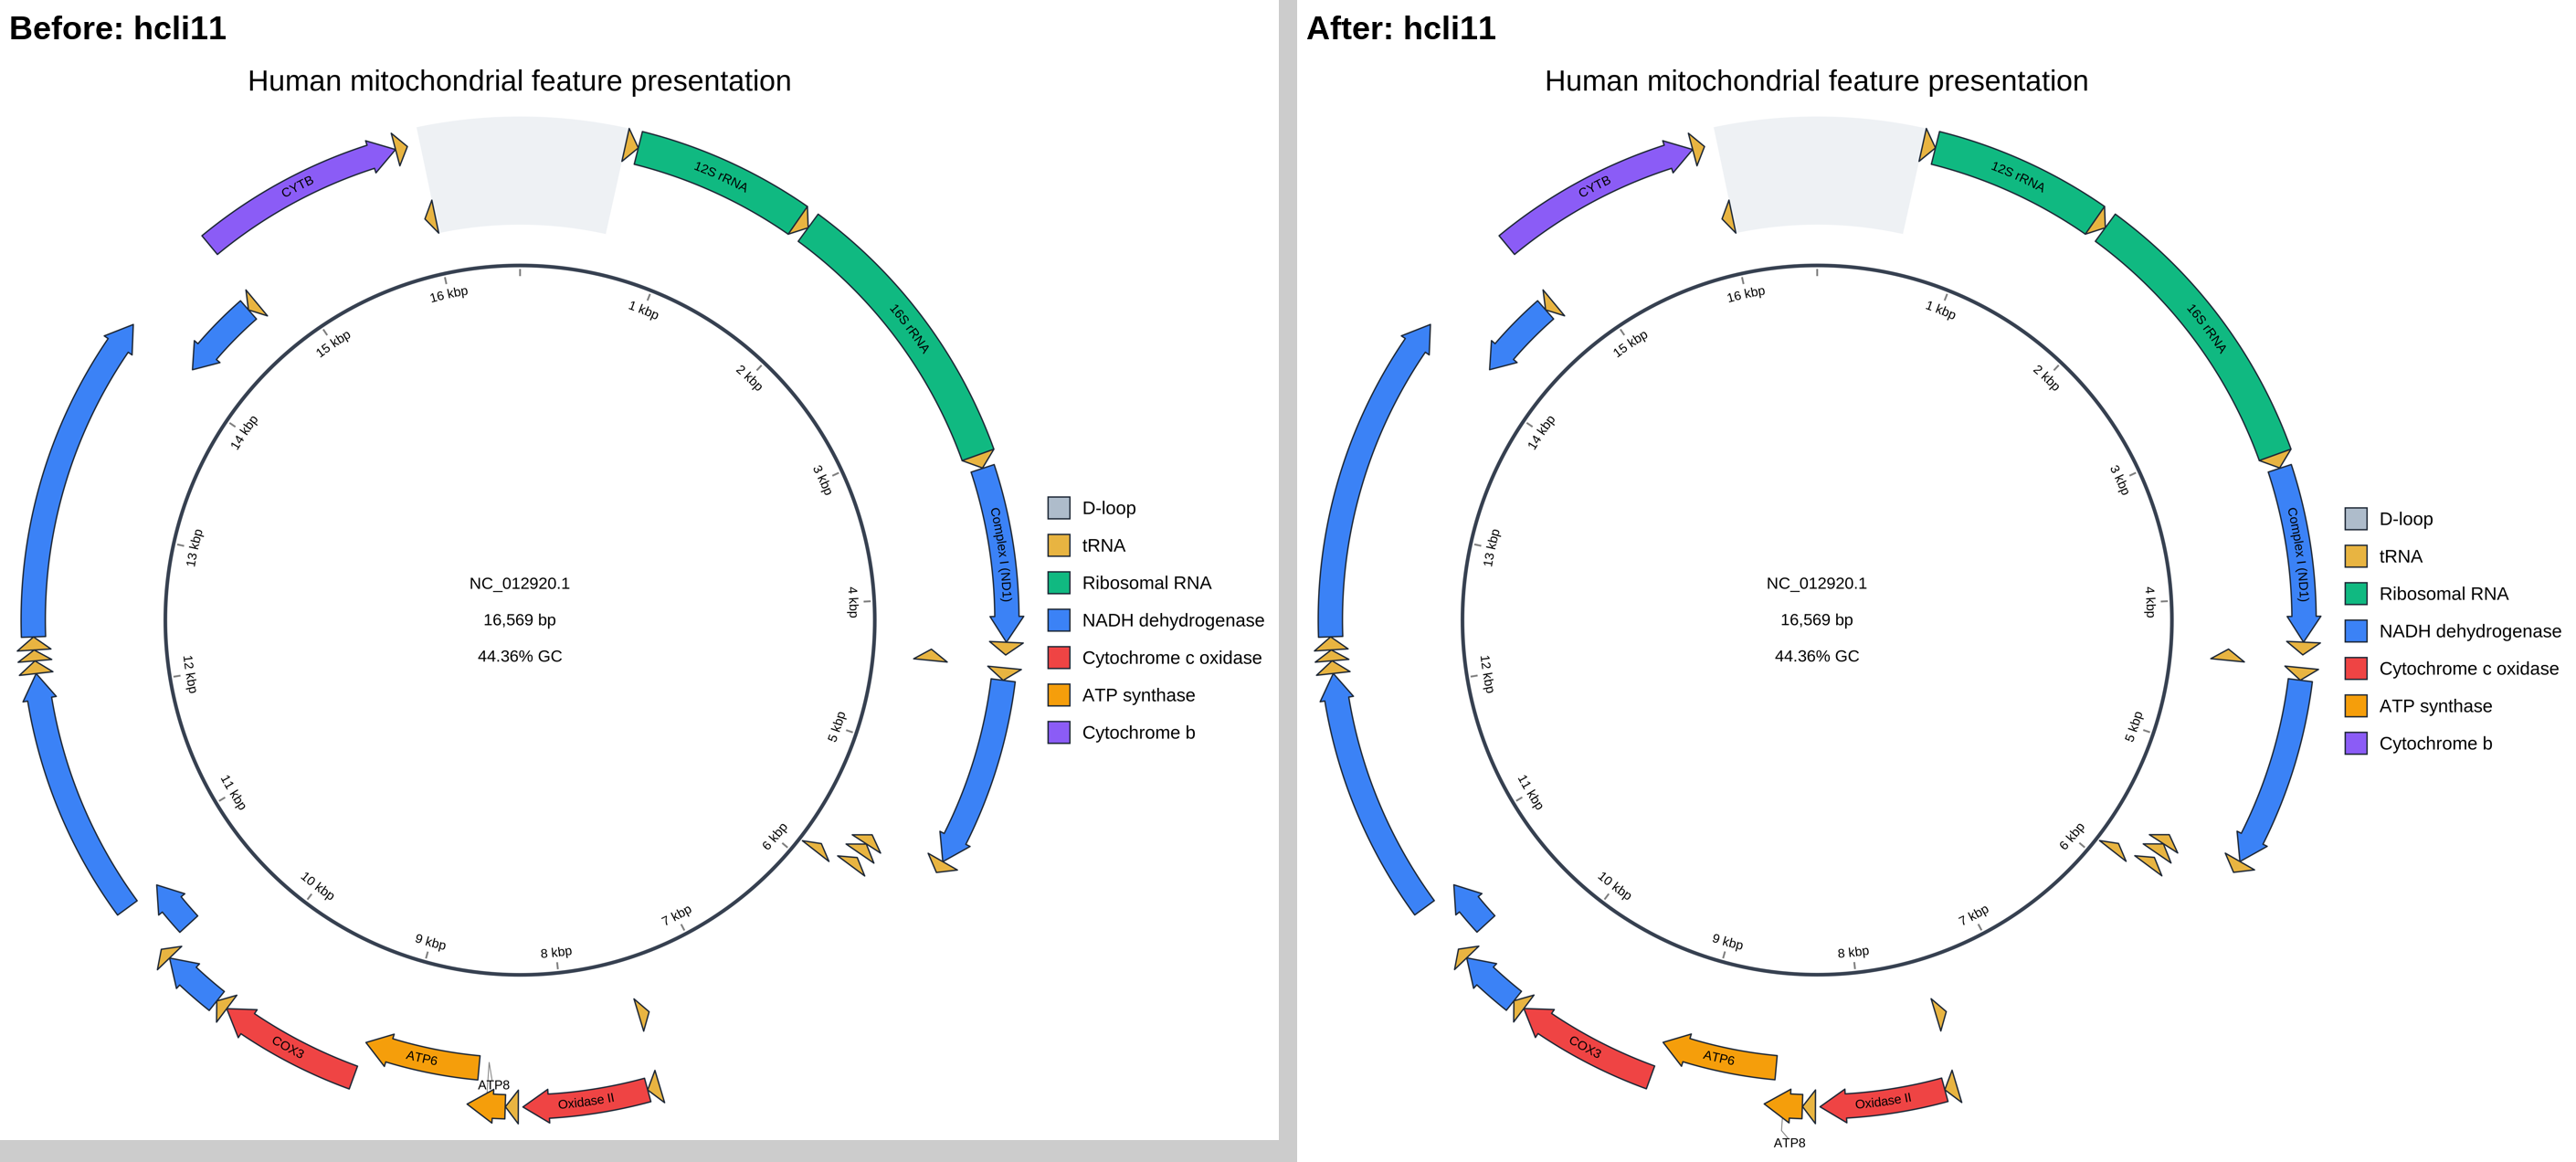 Before: hcli11
Human mitochondrial feature presentation
CYTB
12S rRNA
16S rRNA
Complex I (ND1)
16 kbp
1 kbp
15 kbp
2 kbp
14 kbp
3 kbp
13 kbp
4 kbp
12 kbp
5 kbp
11 kbp
6 kbp
10 kbp
7 kbp
9 kbp
8 kbp
NC_012920.1
16,569 bp
44.36% GC
COX3
ATP6
ATP8
Oxidase II
D-loop
tRNA
Ribosomal RNA
NADH dehydrogenase
Cytochrome c oxidase
ATP synthase
Cytochrome b
After: hcli11
Human mitochondrial feature presentation
CYTB
12S rRNA
16S rRNA
Complex I (ND1)
16 kbp
1 kbp
15 kbp
2 kbp
14 kbp
3 kbp
13 kbp
4 kbp
12 kbp
5 kbp
11 kbp
6 kbp
10 kbp
7 kbp
9 kbp
8 kbp
NC_012920.1
16,569 bp
44.36% GC
COX3
ATP6
Oxidase II
ATP8
D-loop
tRNA
Ribosomal RNA
NADH dehydrogenase
Cytochrome c oxidase
ATP synthase
Cytochrome b